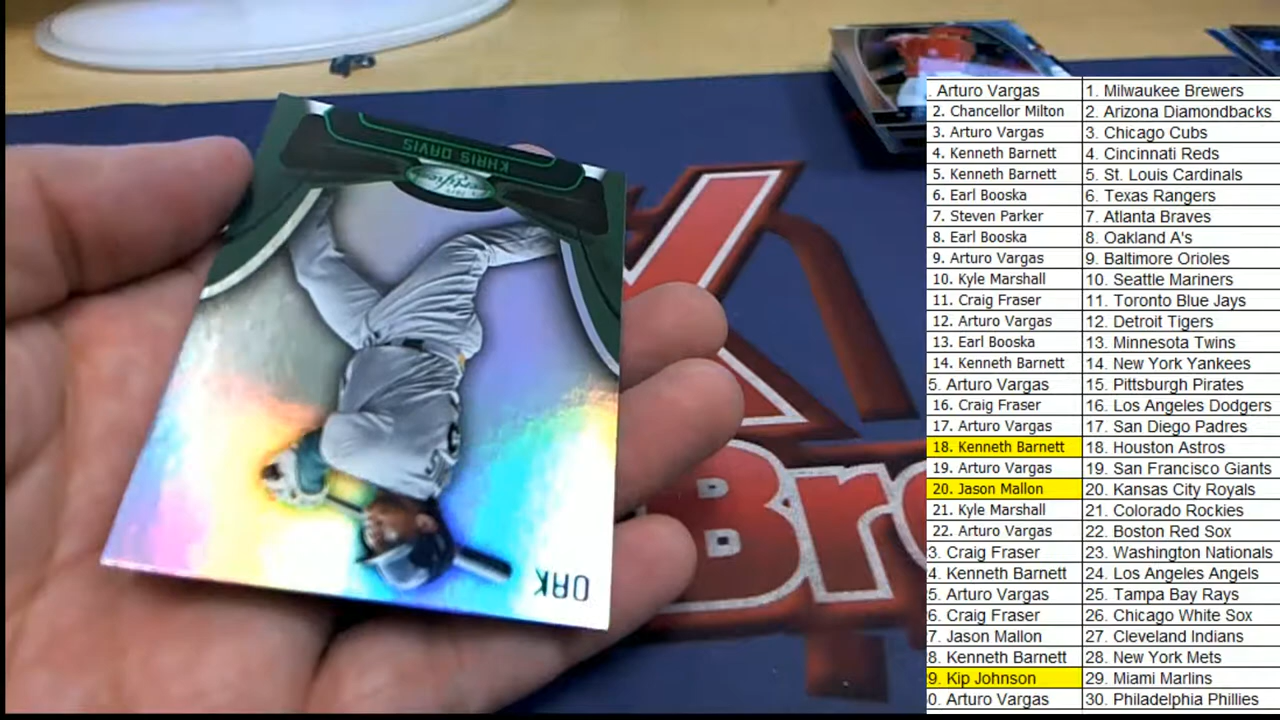 KHRIS DAVIS
OAK
Br
. Arturo Vargas 1. Milwaukee Brewers
2. Chancellor Milton 2. Arizona Diamondbacks
3. Arturo Vargas 3. Chicago Cubs
4. Kenneth Barnett 4. Cincinnati Reds
5. Kenneth Barnett 5. St. Louis Cardinals
6. Earl Booska 6. Texas Rangers
7. Steven Parker 7. Atlanta Braves
8. Earl Booska 8. Oakland A's
9. Arturo Vargas 9. Baltimore Orioles
10. Kyle Marshall 10. Seattle Mariners
11. Craig Fraser 11. Toronto Blue Jays
12. Arturo Vargas 12. Detroit Tigers
13. Earl Booska 13. Minnesota Twins
14. Kenneth Barnett 14. New York Yankees
5. Arturo Vargas 15. Pittsburgh Pirates
16. Craig Fraser 16. Los Angeles Dodgers
17. Arturo Vargas 17. San Diego Padres
18. Kenneth Barnett 18. Houston Astros
19. Arturo Vargas 19. San Francisco Giants
20. Jason Mallon 20. Kansas City Royals
21. Kyle Marshall 21. Colorado Rockies
22. Arturo Vargas 22. Boston Red Sox
3. Craig Fraser 23. Washington Nationals
4. Kenneth Barnett 24. Los Angeles Angels
5. Arturo Vargas 25. Tampa Bay Rays
6. Craig Fraser 26. Chicago White Sox
7. Jason Mallon 27. Cleveland Indians
8. Kenneth Barnett 28. New York Mets
9. Kip Johnson 29. Miami Marlins
0. Arturo Vargas 30. Philadelphia Phillies